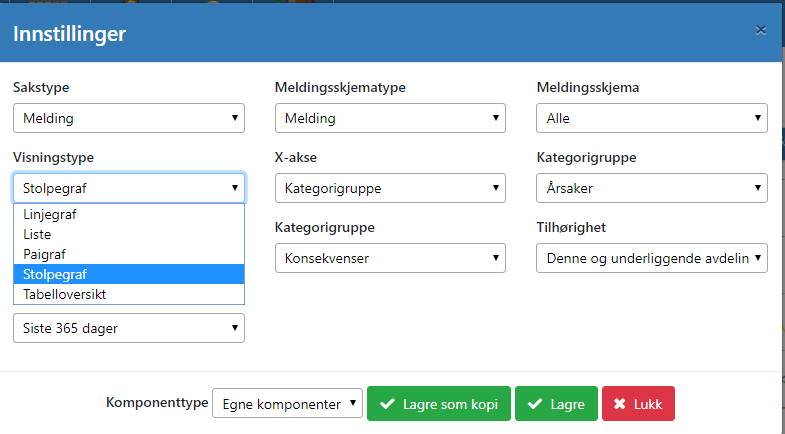 Innstillinger
×
Sakstype
Meldingsskjematype
Meldingsskjema
Melding
Melding
Alle
Visningstype
X-akse
Kategorigruppe
Stolpegraf
Kategorigruppe
Årsaker
Linjegraf
Liste
Paigraf
Stolpegraf
Tabelloversikt
Kategorigruppe
Tilhørighet
Konsekvenser
Denne og underliggende avdelin
Siste 365 dager
Komponenttype
Egne komponenter
Lagre som kopi
Lagre
Lukk